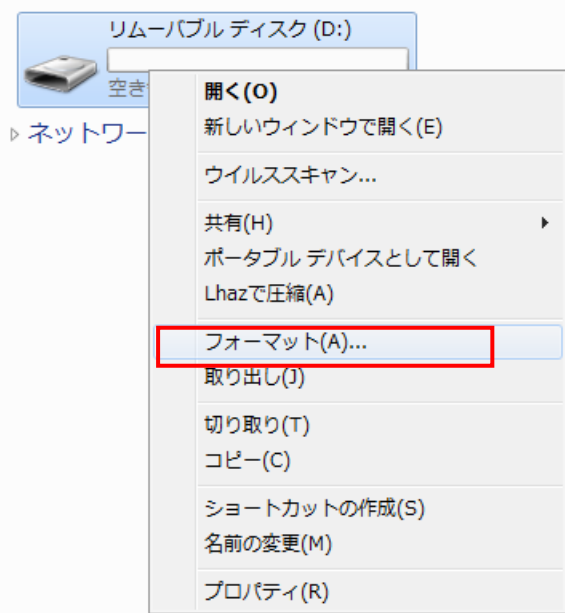 リムーバブル ディスク (D:)
空き
ネットワー
開く(O)
新しいウィンドウで開く(E)
ウイルススキャン...
共有(H)
ポータブル デバイスとして開く
Lhazで圧縮(A)
フォーマット(A)...
取り出し(J)
切り取り(T)
コピー(C)
ショートカットの作成(S)
名前の変更(M)
プロパティ(R)